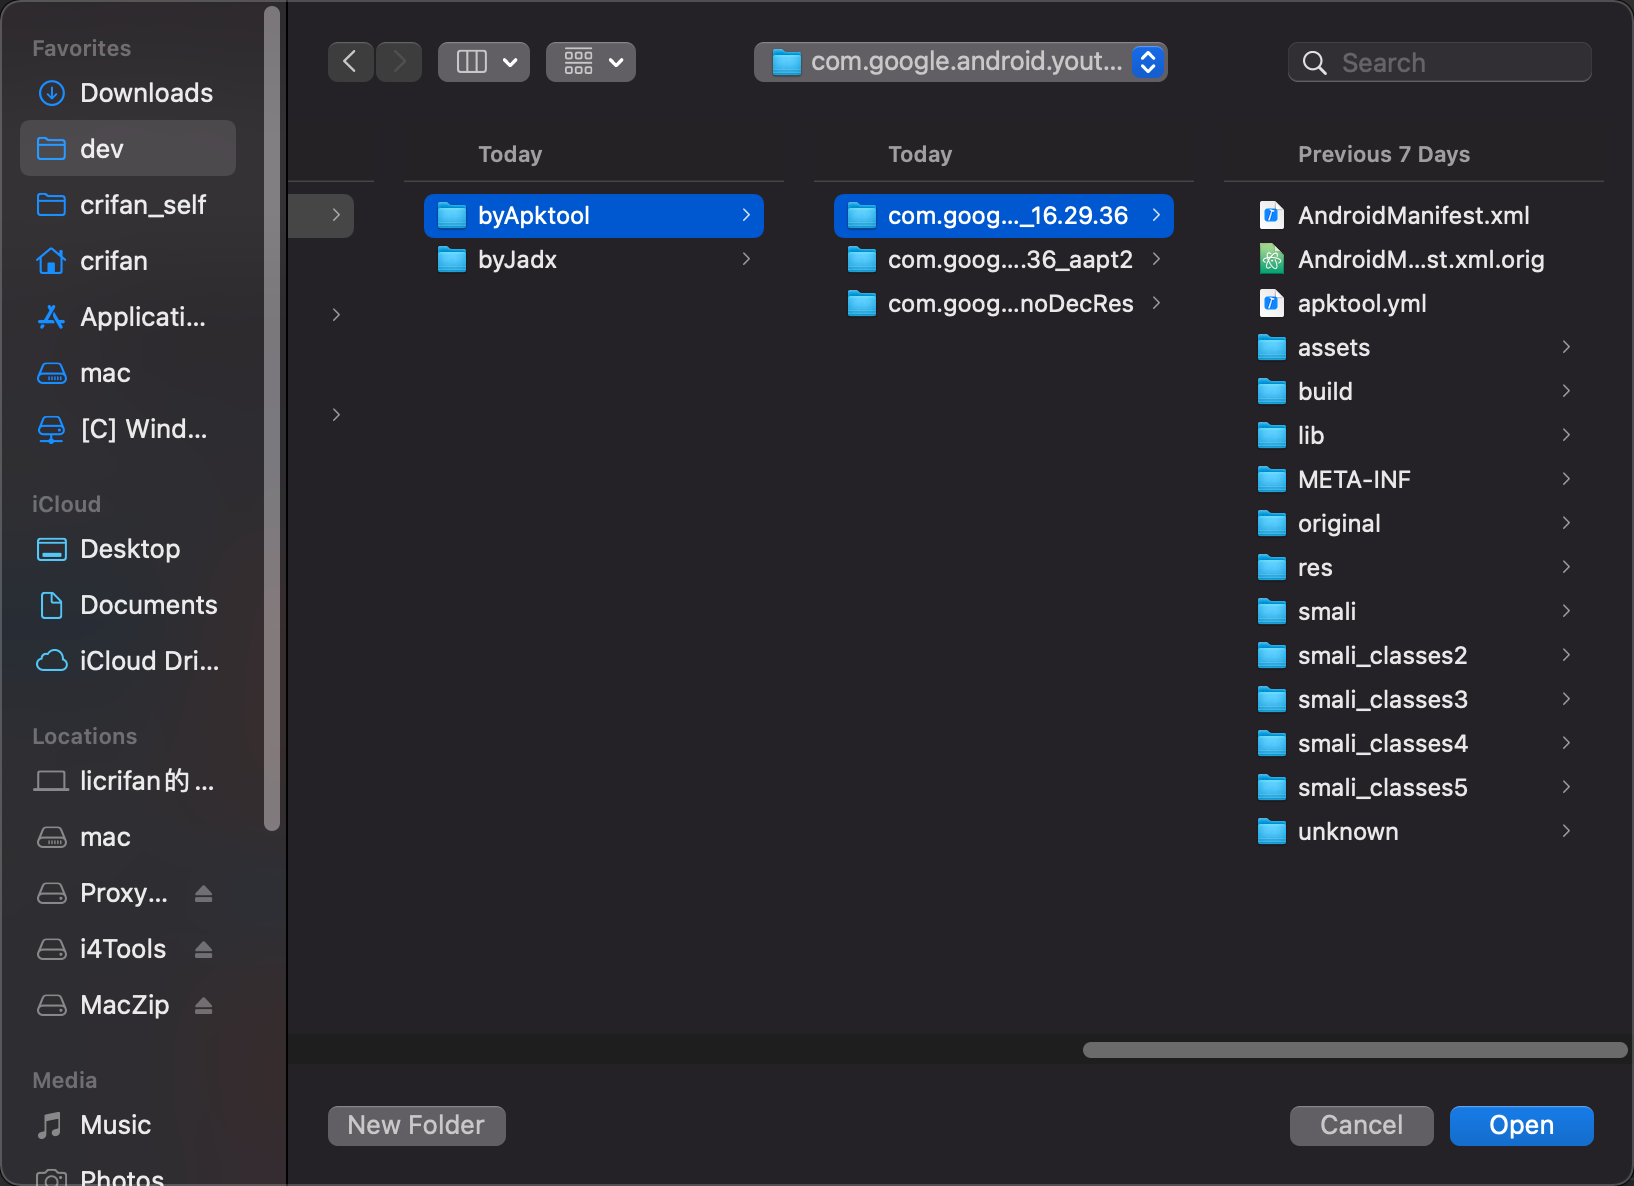 Favorites
Downloads
dev
crifan_self
crifan
Applicati...
mac
[C] Wind...
iCloud
Desktop
Documents
iCloud Dri...
Locations
licrifan的 ...
mac
Proxy...
i4Tools
MacZip
Media
Music
Photos
com.google.android.yout...
Search
Today
byApktool
byJadx
Today
com.goog..._16.29.36
com.goog....36_aapt2
com.goog...noDecRes
Previous 7 Days
AndroidManifest.xml
AndroidM...st.xml.orig
apktool.yml
assets
build
lib
META-INF
original
res
smali
smali_classes2
smali_classes3
smali_classes4
smali_classes5
unknown
New Folder
Cancel
Open